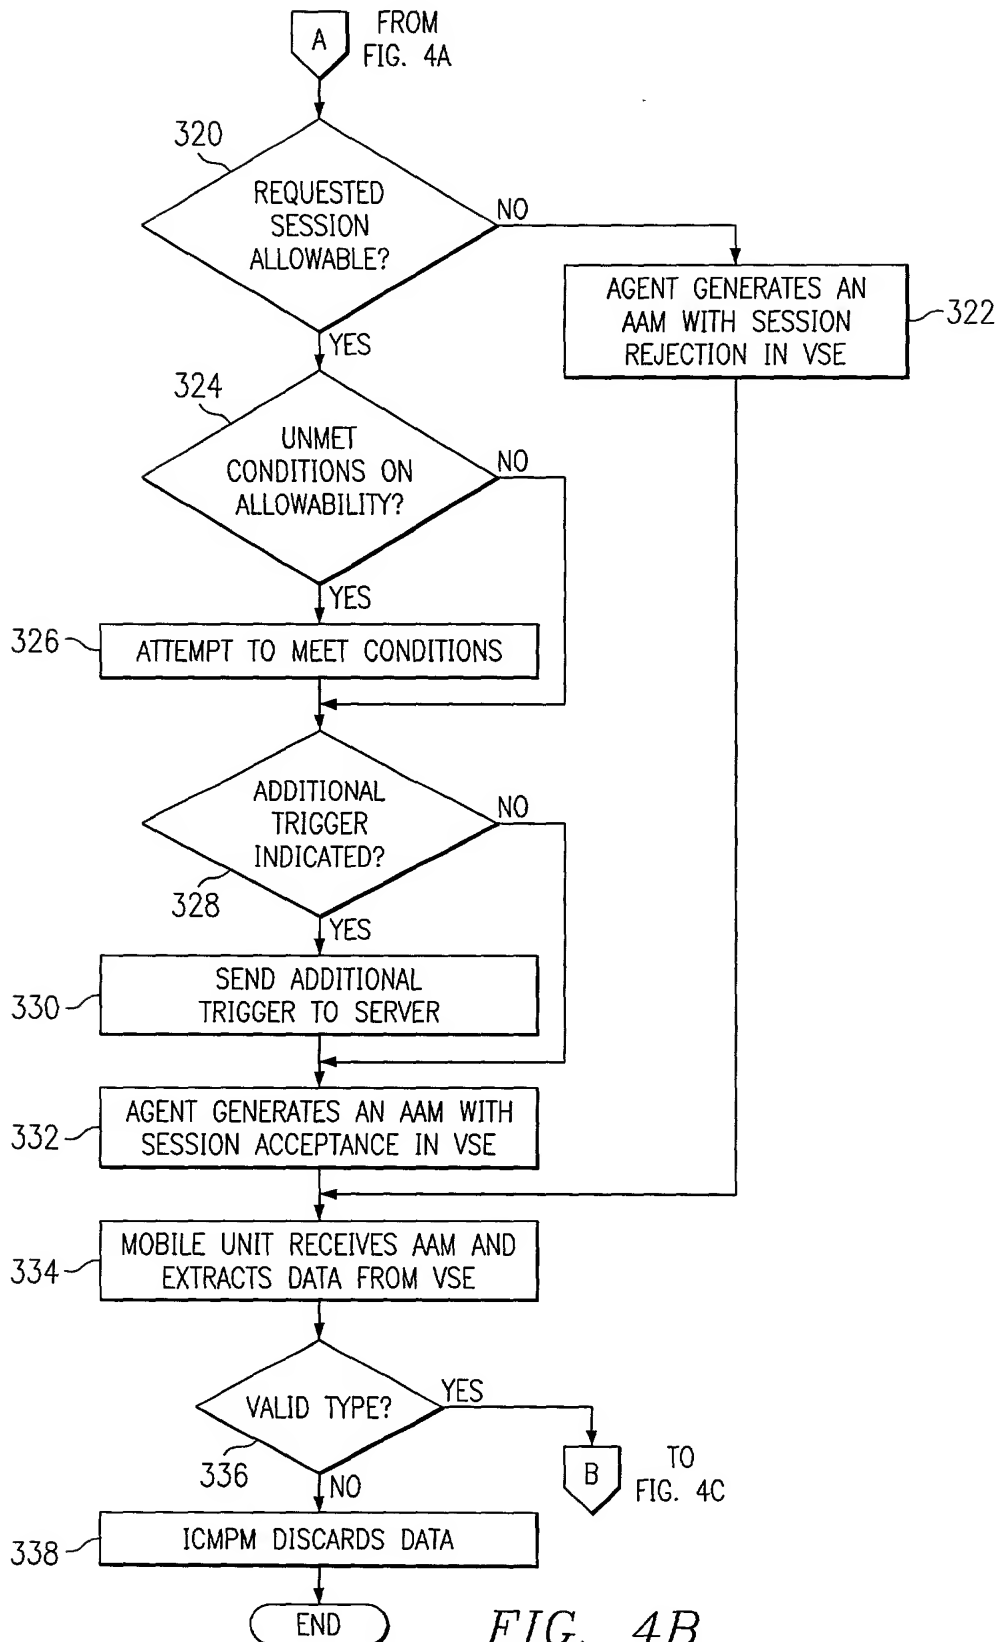 A
FROM
FIG. 4A
320
REQUESTED
SESSION
ALLOWABLE?
NO
YES
AGENT GENERATES AN
AAM WITH SESSION
REJECTION IN VSE
322
324
UNMET
CONDITIONS ON
ALLOWABILITY?
NO
YES
326
ATTEMPT TO MEET CONDITIONS
ADDITIONAL
TRIGGER
INDICATED?
NO
328
YES
330
SEND ADDITIONAL
TRIGGER TO SERVER
332
AGENT GENERATES AN AAM WITH
SESSION ACCEPTANCE IN VSE
334
MOBILE UNIT RECEIVES AAM AND
EXTRACTS DATA FROM VSE
VALID TYPE?
YES
336
NO
B
TO
FIG. 4C
338
ICMPM DISCARDS DATA
END
FIG. 4B